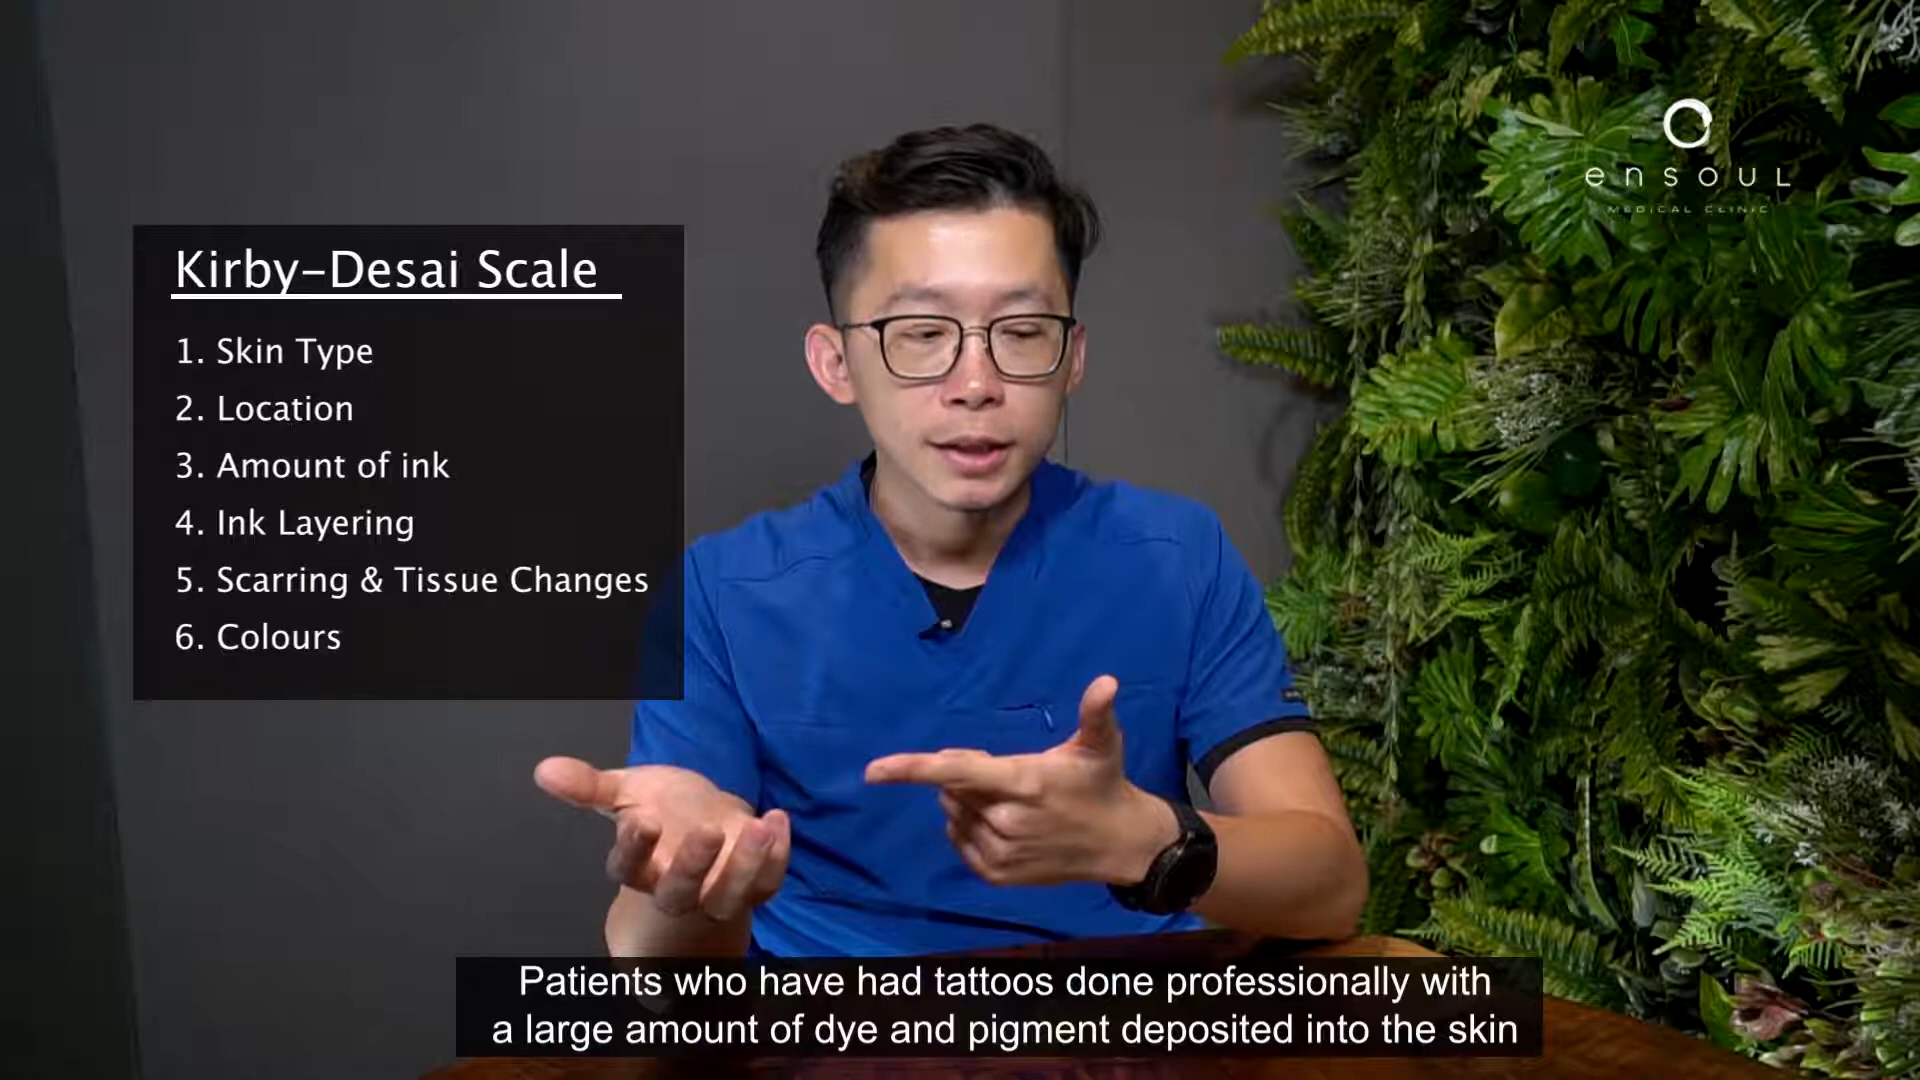 ensoul
MEDICAL CLINIC
Kirby-Desai Scale
1. Skin Type
2. Location
3. Amount of ink
4. Ink Layering
5. Scarring & Tissue Changes
6. Colours
Patients who have had tattoos done professionally with
a large amount of dye and pigment deposited into the skin